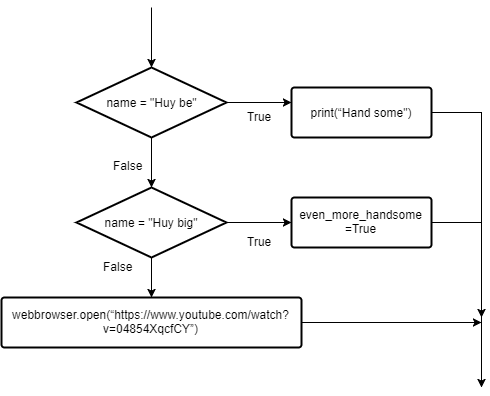 name = "Huy be"
True
print(“Hand some”)
False
name = "Huy big"
True
even_more_handsome
=True
False
webbrowser.open(“https://www.youtube.com/watch?
v=04854XqcfCY”)